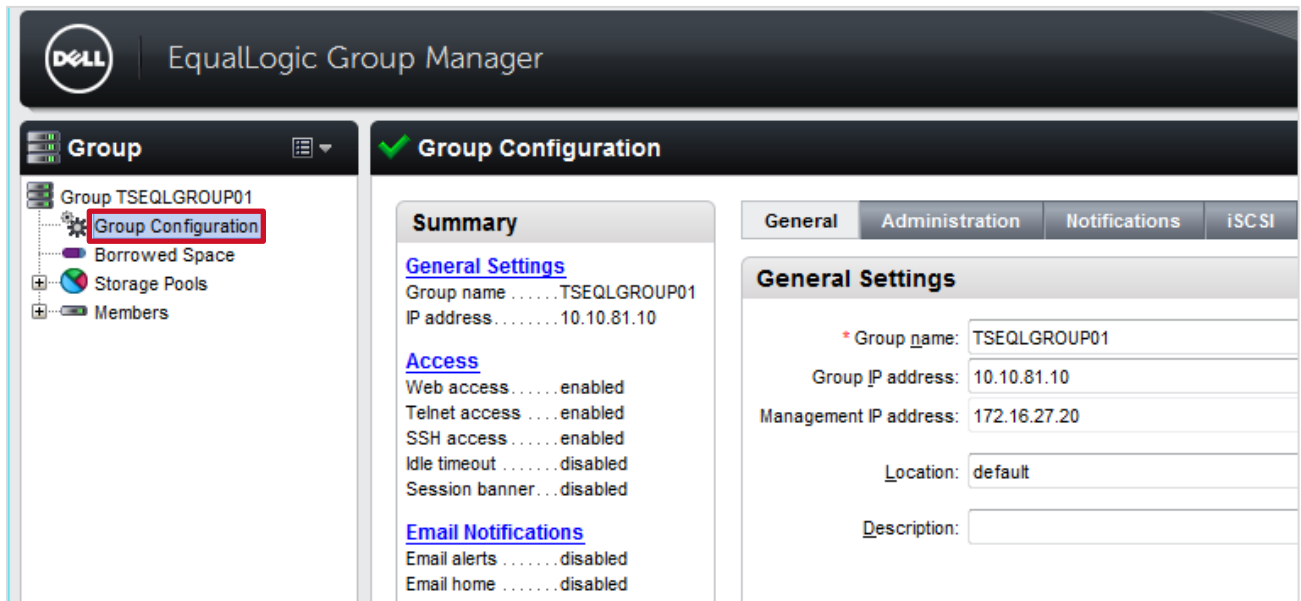 DELL
EqualLogic Group Manager
Group
Group TSEQLGROUP01
Group Configuration
Borrowed Space
Storage Pools
Members
Group Configuration
Summary
General Settings
Group name ......TSEQLGROUP01
IP address........10.10.81.10
Access
Web access......enabled
Telnet access ....enabled
SSH access......enabled
Idle timeout .......disabled
Session banner...disabled
Email Notifications
Email alerts .......disabled
Email home .......disabled
General Administration Notifications iSCSI
General Settings
* Group name: TSEQLGROUP01
Group IP address: 10.10.81.10
Management IP address: 172.16.27.20
Location: default
Description: